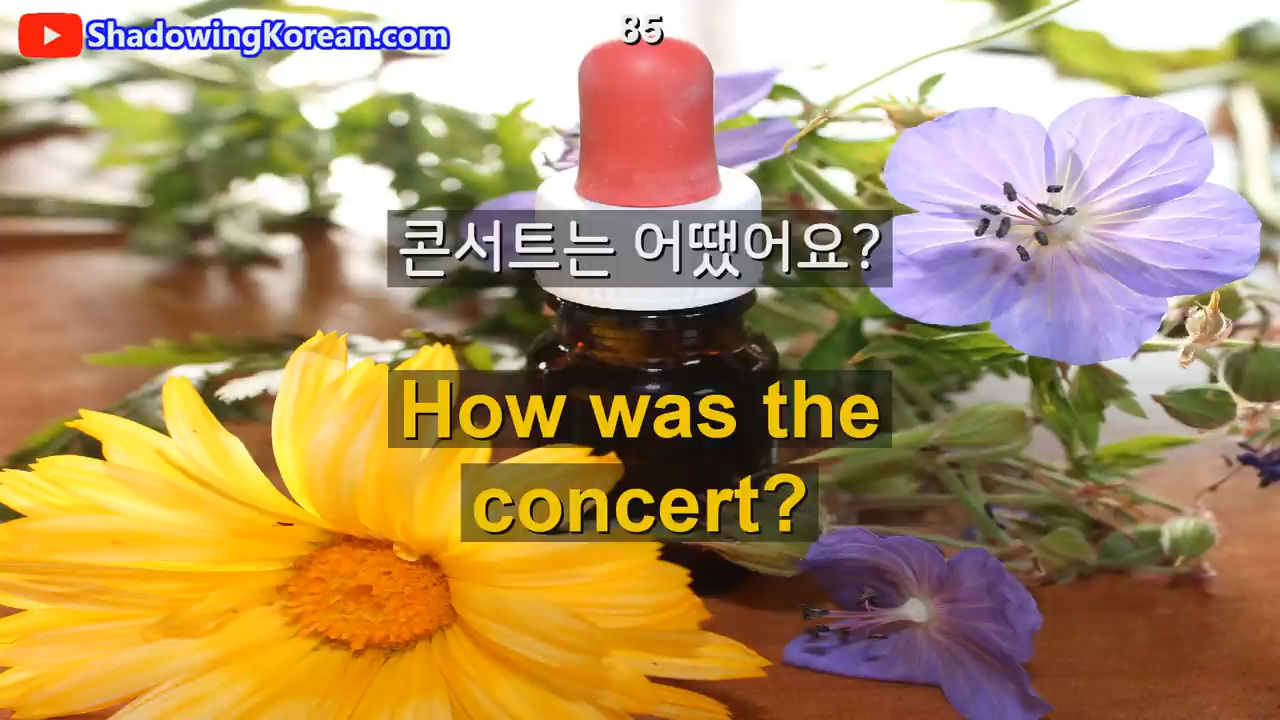 85
ShadowingKorean.com
콘서트는 어땠어요?
How was the
concert?